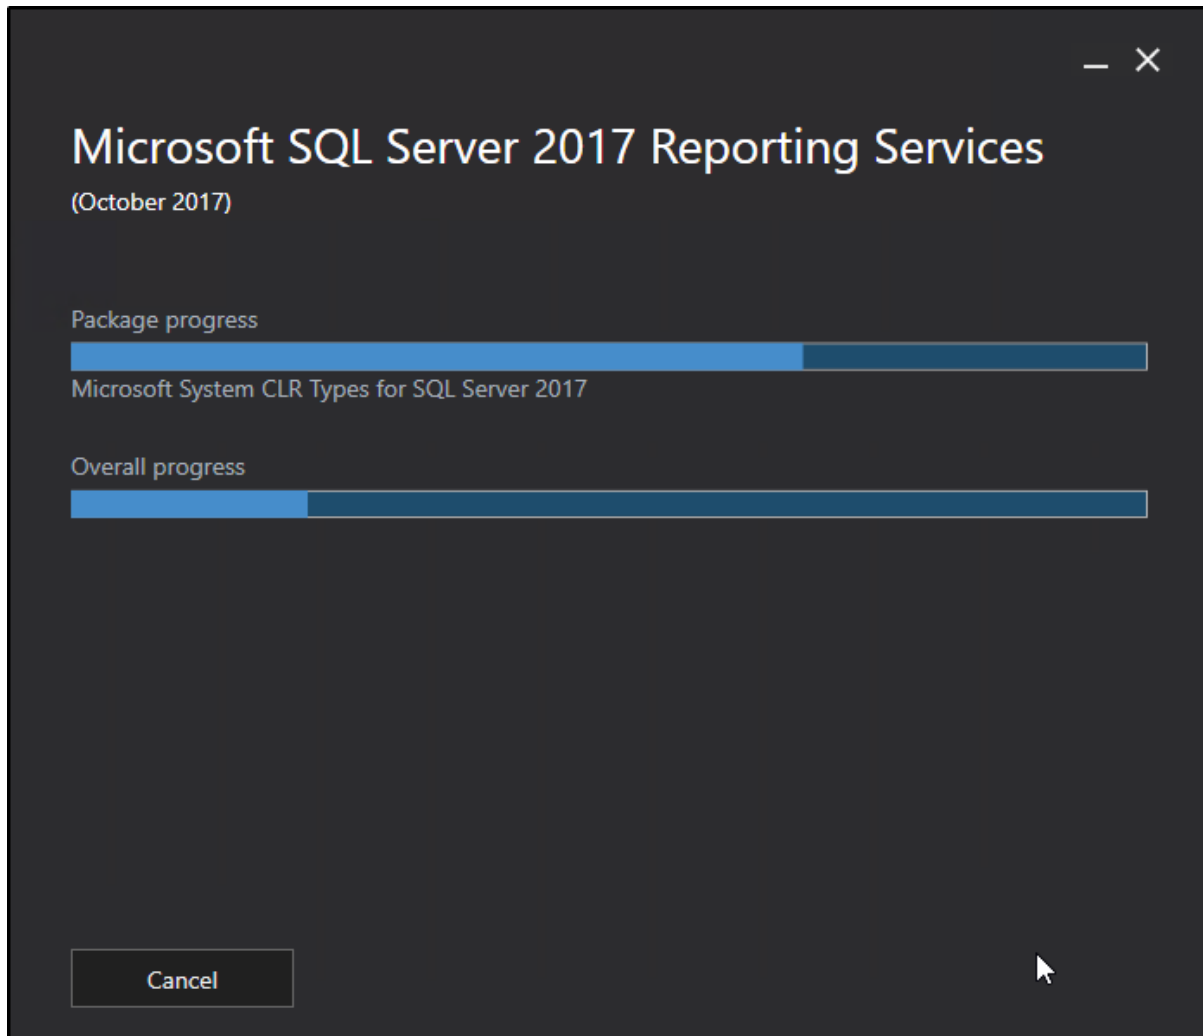 Microsoft SQL Server 2017 Reporting Services
(October 2017)
Package progress
Microsoft System CLR Types for SQL Server 2017
Overall progress
Cancel